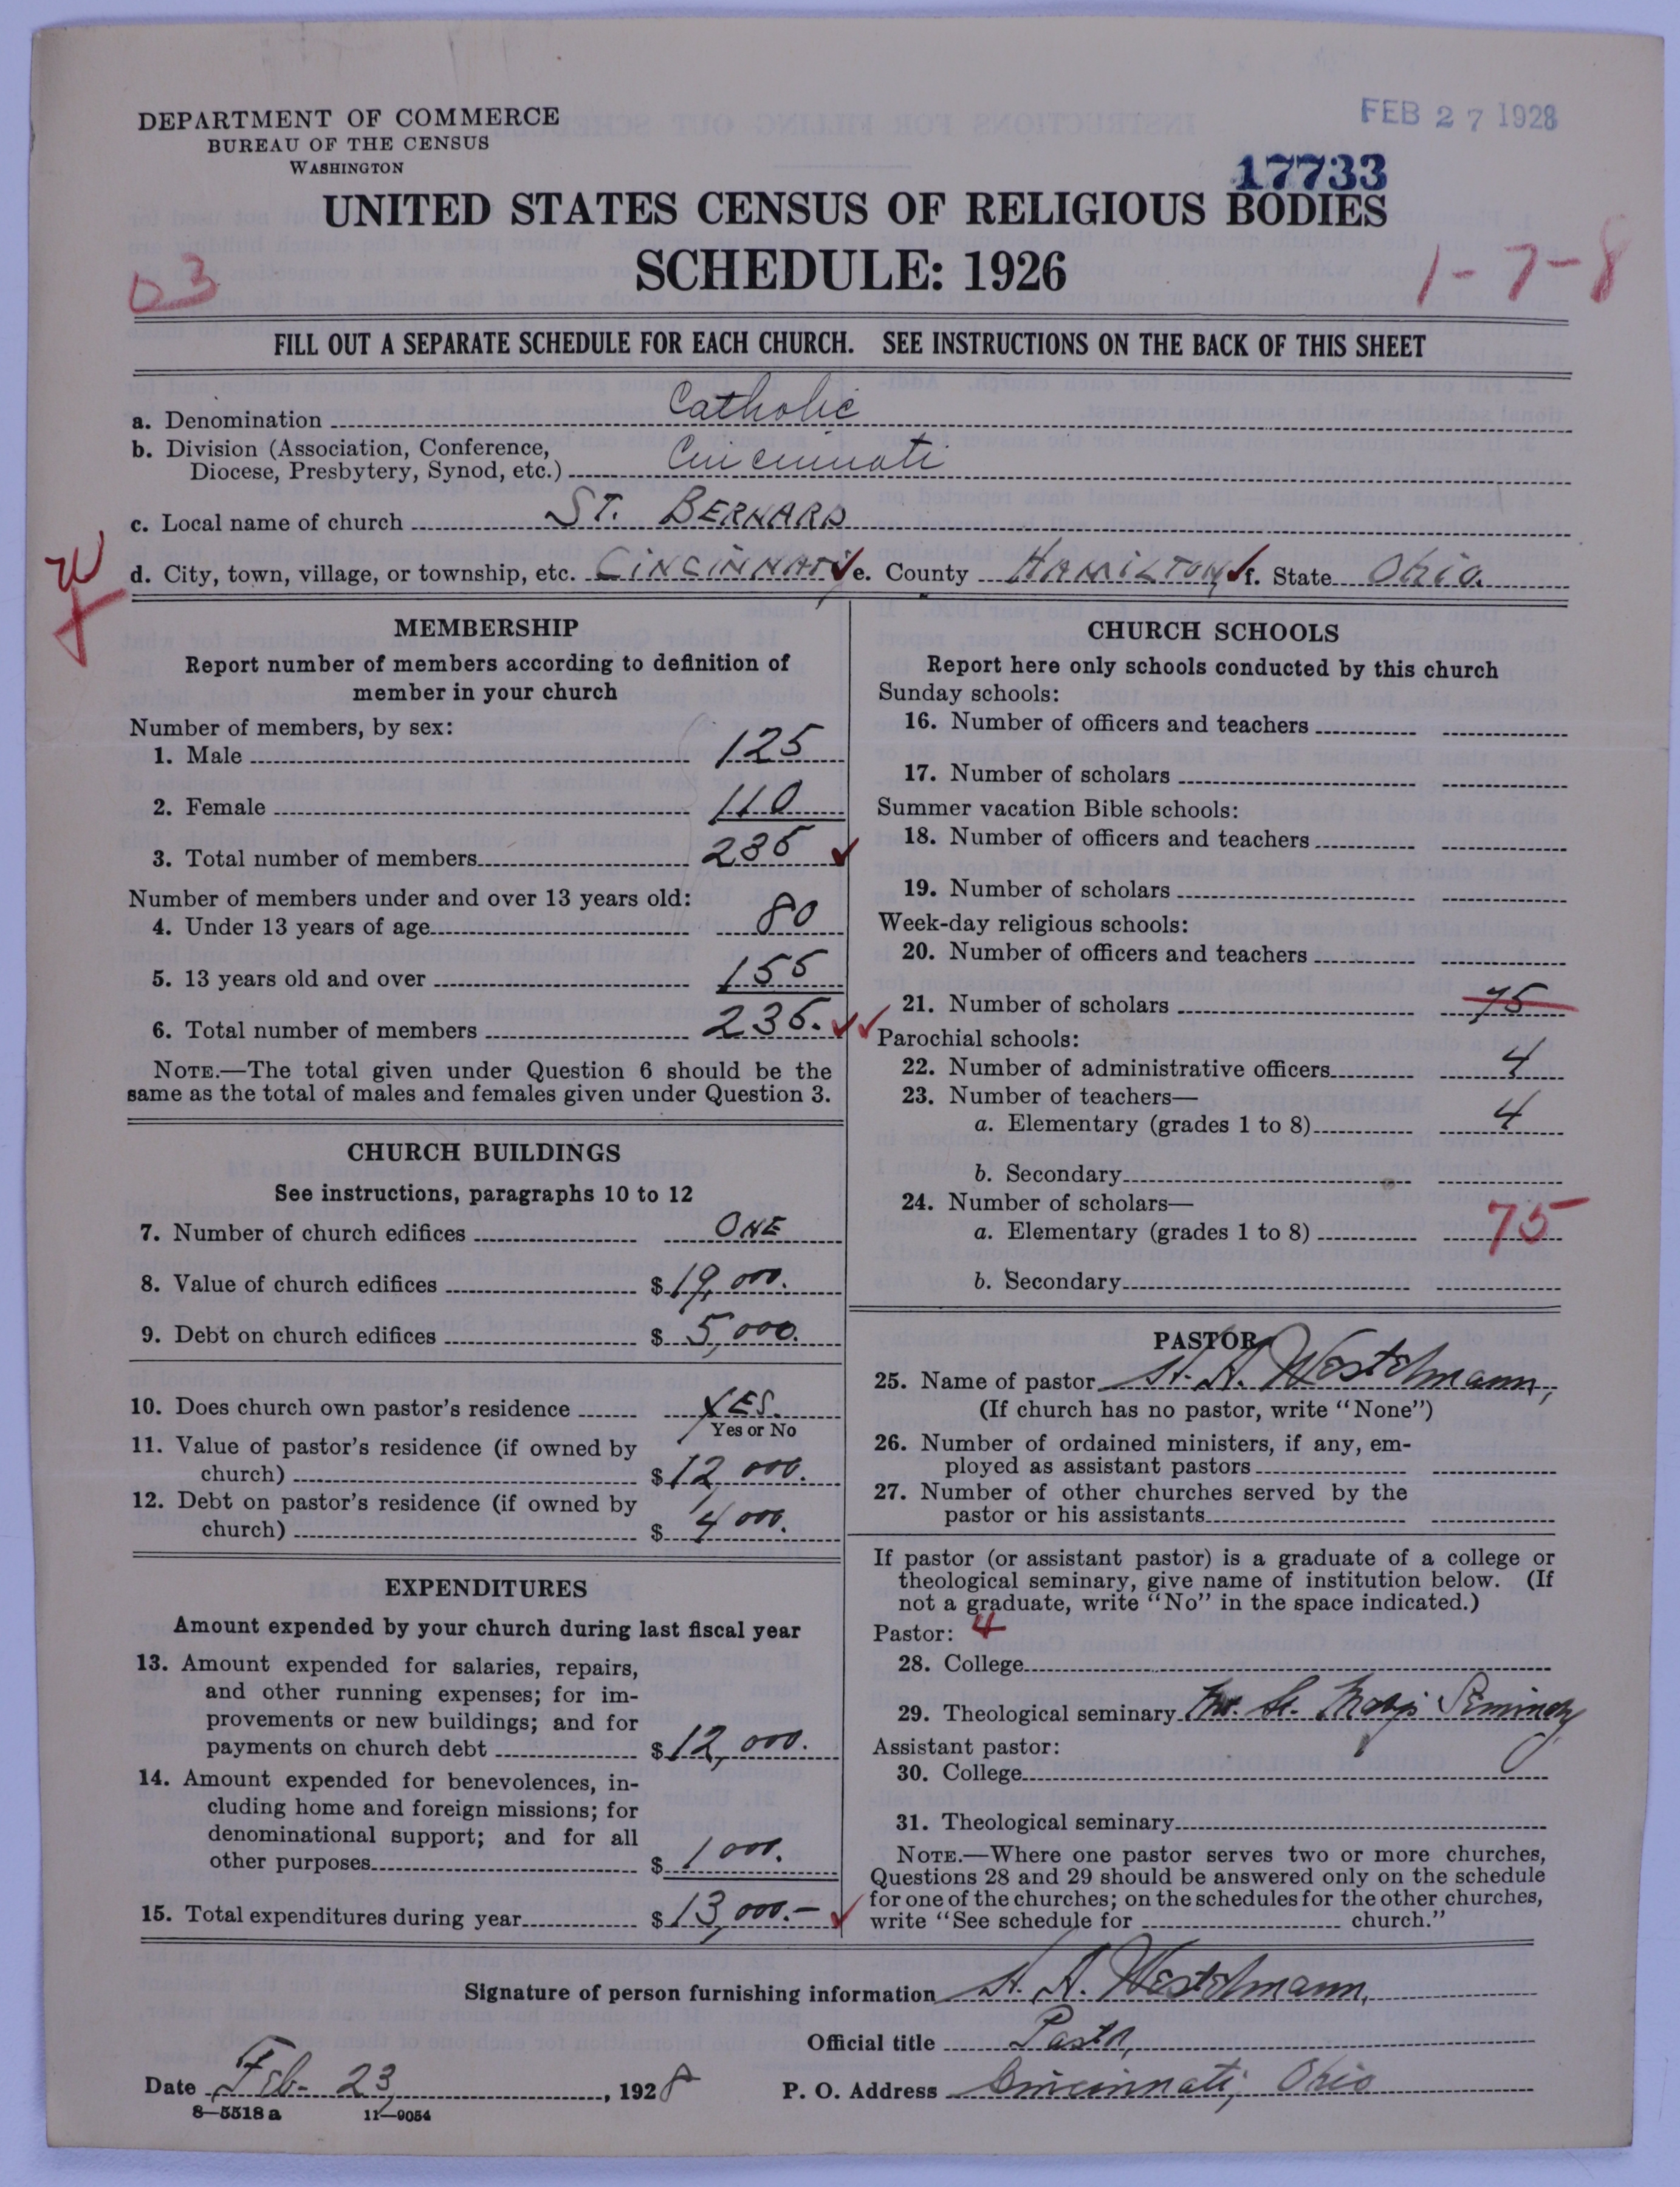 DEPARTMENT OF COMMERCE
BUREAU OF THE CENSUS
WASHINGTON
FEB 27 1928
17733
UNITED STATES CENSUS OF RELIGIOUS BODIES
SCHEDULE: 1926
03
1-7-8
FILL OUT A SEPARATE SCHEDULE FOR EACH CHURCH. SEE INSTRUCTIONS ON THE BACK OF THIS SHEET
a. Denomination Catholic
b. Division (Association, Conference,
Diocese, Presbytery, Synod, etc.) Cincinnati
c. Local name of church ST. BERNARD
d. City, town, village, or township, etc. CINCINNATI e. County HAMILTON f. State Ohio.
MEMBERSHIP
Report number of members according to definition of
member in your church
Number of members, by sex:
1. Male 125
2. Female 110
3. Total number of members 235
Number of members under and over 13 years old:
4. Under 13 years of age 80
5. 13 years old and over 155
6. Total number of members 235.
NOTE.—The total given under Question 6 should be the
same as the total of males and females given under Question 3.
CHURCH BUILDINGS
See instructions, paragraphs 10 to 12
7. Number of church edifices ONE
8. Value of church edifices $ 19,000.
9. Debt on church edifices $ 5,000.
10. Does church own pastor's residence YES.
Yes or No
11. Value of pastor's residence (if owned by
church) $ 12,000.
12. Debt on pastor's residence (if owned by
church) $ 4,000.
EXPENDITURES
Amount expended by your church during last fiscal year
13. Amount expended for salaries, repairs,
and other running expenses; for im-
provements or new buildings; and for
payments on church debt $ 12,000.
14. Amount expended for benevolences, in-
cluding home and foreign missions; for
denominational support; and for all
other purposes $ 1000.
15. Total expenditures during year $ 13,000.-
CHURCH SCHOOLS
Report here only schools conducted by this church
Sunday schools:
16. Number of officers and teachers
17. Number of scholars
Summer vacation Bible schools:
18. Number of officers and teachers
19. Number of scholars
Week-day religious schools:
20. Number of officers and teachers
21. Number of scholars 75
Parochial schools:
22. Number of administrative officers 4
23. Number of teachers—
a. Elementary (grades 1 to 8) 4
b. Secondary
24. Number of scholars—
a. Elementary (grades 1 to 8) 75
b. Secondary
PASTOR
25. Name of pastor H. A. Westelmann,
(If church has no pastor, write "None")
26. Number of ordained ministers, if any, em-
ployed as assistant pastors
27. Number of other churches served by the
pastor or his assistants
If pastor (or assistant pastor) is a graduate of a college or
theological seminary, give name of institution below. (If
not a graduate, write "No" in the space indicated.)
Pastor: 4
28. College
29. Theological seminary Mt. St. Mary's Seminary
Assistant pastor:
30. College
31. Theological seminary
NOTE.—Where one pastor serves two or more churches,
Questions 28 and 29 should be answered only on the schedule
for one of the churches; on the schedules for the other churches,
write "See schedule for church."
Signature of person furnishing information H. A. Westelmann,
Official title Pastor,
Date Feb. 23, 1928 P. O. Address Cincinnati, Ohio
8—5518 a 11—9054